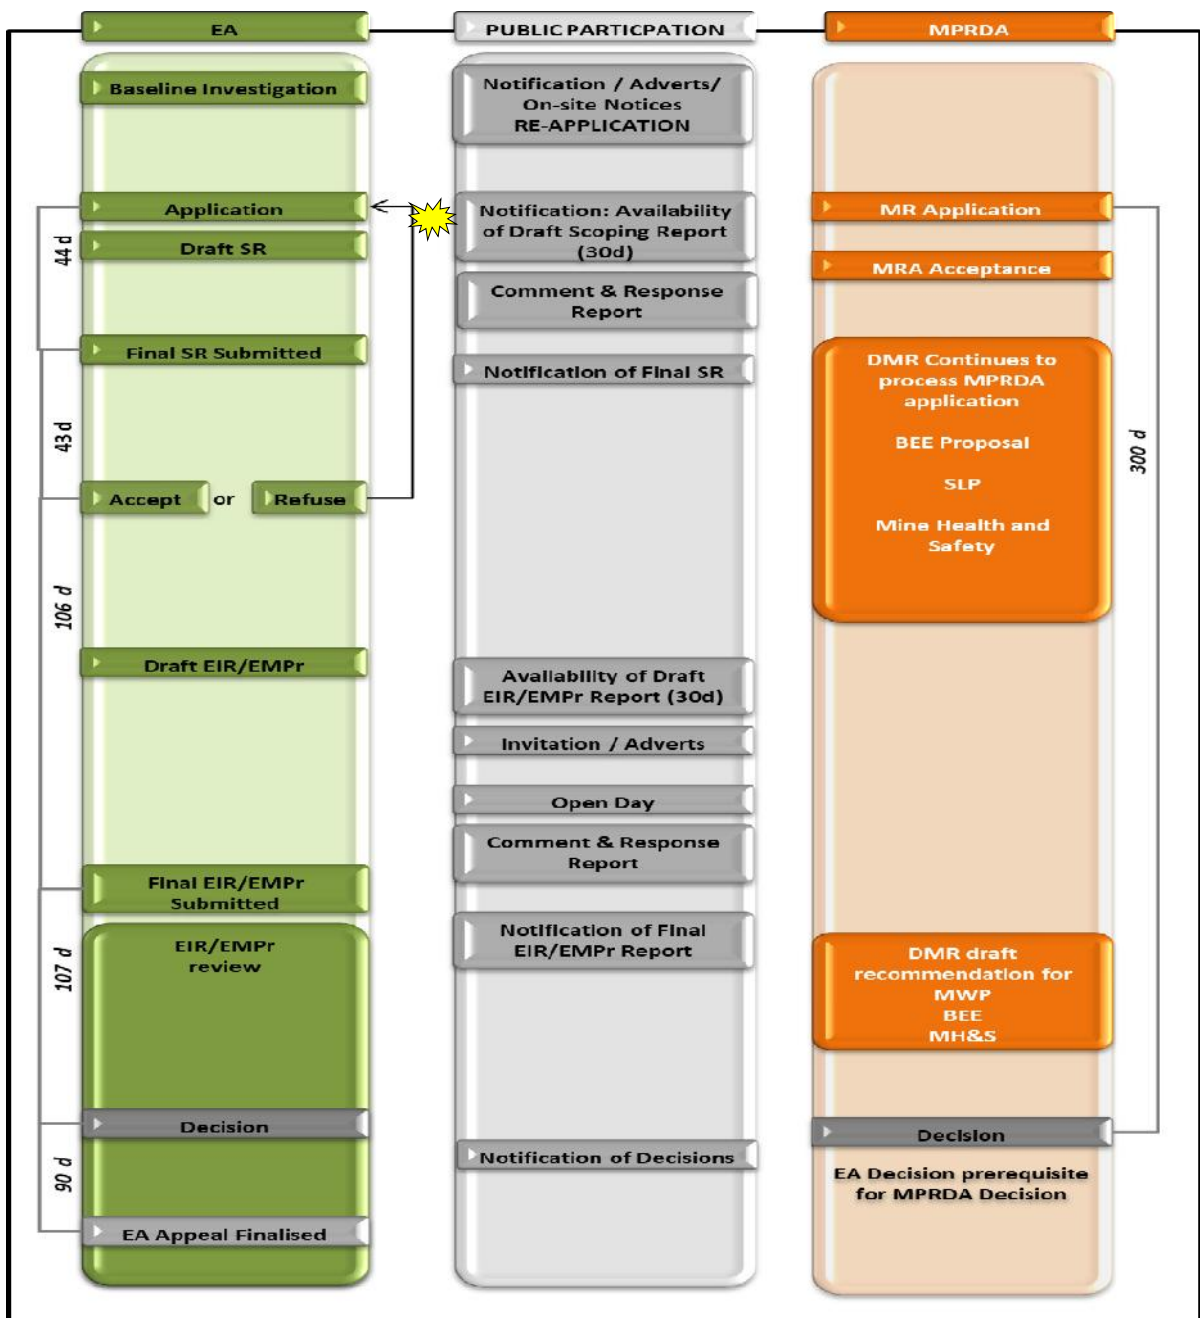 EA
Baseline Investigation
Application
Draft SR
Final SR Submitted
Accept
or
Refuse
Draft EIR/EMPr
Final EIR/EMPr
Submitted
EIR/EMPr
review
Decision
EA Appeal Finalised
44 d
43 d
106 d
107 d
90 d
PUBLIC PARTICPATION
Notification / Adverts/
On-site Notices
RE-APPLICATION
Notification: Availability
of Draft Scoping Report
(30d)
Comment & Response
Report
Notification of Final SR
Availability of Draft
EIR/EMPr Report (30d)
Invitation / Adverts
Open Day
Comment & Response
Report
Notification of Final
EIR/EMPr Report
Notification of Decisions
MPRDA
MR Application
MRA Acceptance
DMR Continues to
process MPRDA
application
BEE Proposal
SLP
Mine Health and
Safety
DMR draft
recommendation for
MWP
BEE
MH&S
Decision
EA Decision prerequisite
for MPRDA Decision
300 d